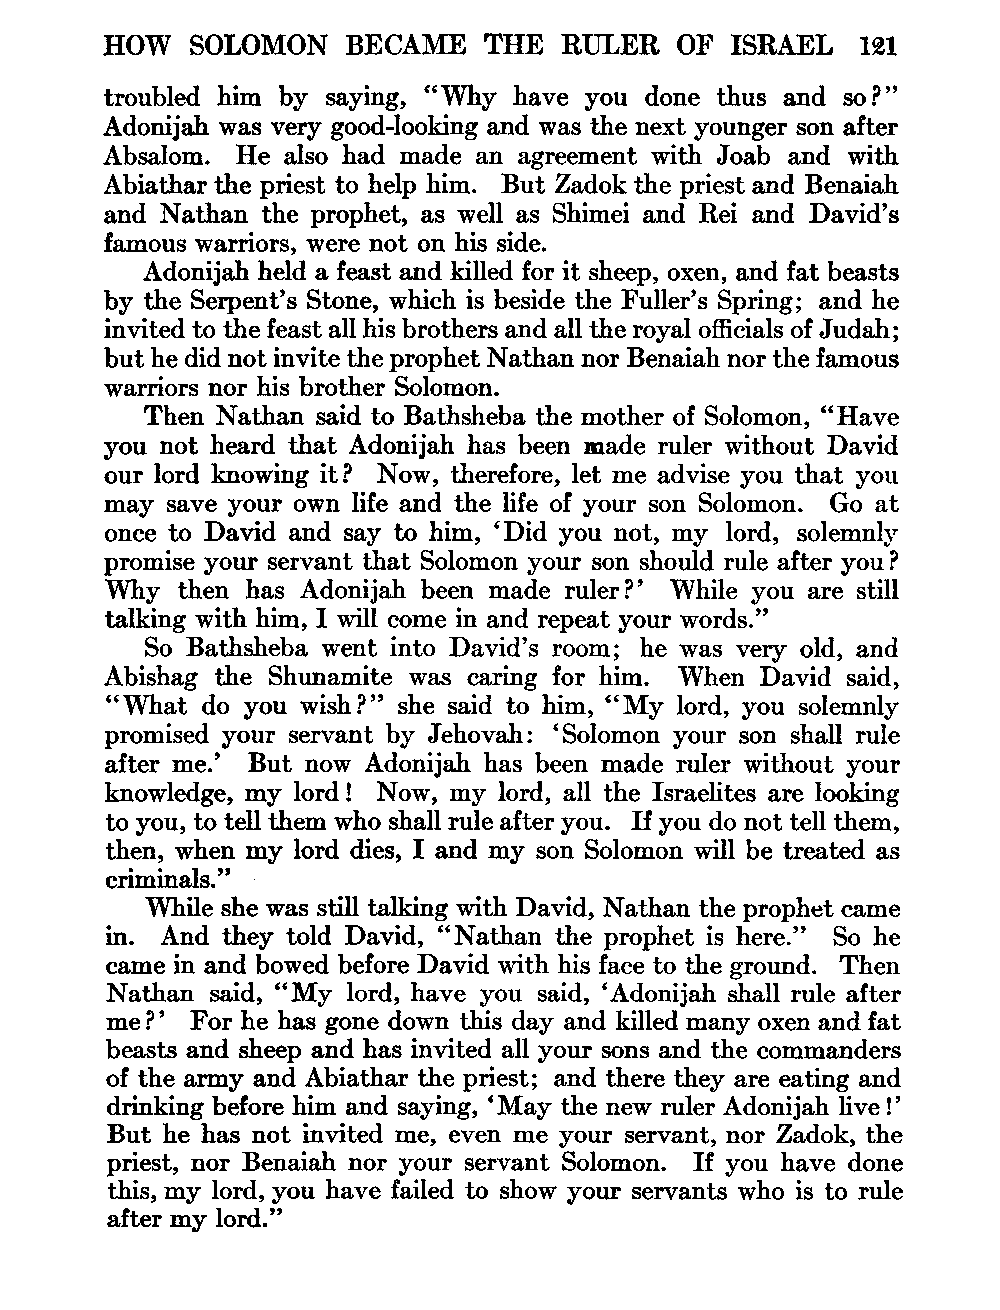 HOW SOLOMON BECAME THE RULER OF ISRAEL 121
troubled him by saying, “Why have you done thus and so?”
Adonijah was very good-looking and was the next younger son after
Absalom. He also had made an agreement with Joab and with
Abiathar the priest to help him. But Zadok the priest and Benaiah
and Nathan the prophet, as well as Shimei and Rei and David’s
famous warriors, were not on his side.
Adonijah held a feast and killed for it sheep, oxen, and fat beasts
by the Serpent’s Stone, which is beside the Fuller’s Spring; and he
invited to the feast all his brothers and all the royal officials of Judah;
but he did not invite the prophet Nathan nor Benaiah nor the famous
warriors nor his brother Solomon.
Then Nathan said to Bathsheba the mother of Solomon, “Have
you not heard that Adonijah has been made ruler without David
our lord knowing it? Now, therefore, let me advise you that you
may save your own life and the life of your son Solomon. Go at
once to David and say to him, ‘Did you not, my lord, solemnly
promise your servant that Solomon your son should rule after you?
Why then has Adonijah been made ruler?’ While you are still
talking with him, I will come in and repeat your words.”
So Bathsheba went into David’s room; he was very old, and
Abishag the Shunamite was caring for him. When David said,
“What do you wish?” she said to him, “My lord, you solemnly
promised your servant by Jehovah: ‘Solomon your son shall rule
after me.’ But now Adonijah has been made ruler without your
knowledge, my lord! Now, my lord, all the Israelites are looking
to you, to tell them who shall rule after you. If you do not tell them,
then, when my lord dies, I and my son Solomon will be treated as
criminals.”
While she was still talking with David, Nathan the prophet came
in. And they told David, “Nathan the prophet is here.” So he
came in and bowed before David with his face to the ground. Then
Nathan said, “My lord, have you said, ‘Adonijah shall rule after
me?’ For he has gone down this day and killed many oxen and fat
beasts and sheep and has invited all your sons and the commanders
of the army and Abiathar the priest; and there they are eating and
drinking before him and saying, ‘May the new ruler Adonijah live!’
But he has not invited me, even me your servant, nor Zadok, the
priest, nor Benaiah nor your servant Solomon. If you have done
this, my lord, you have failed to show your servants who is to rule
after my lord.”